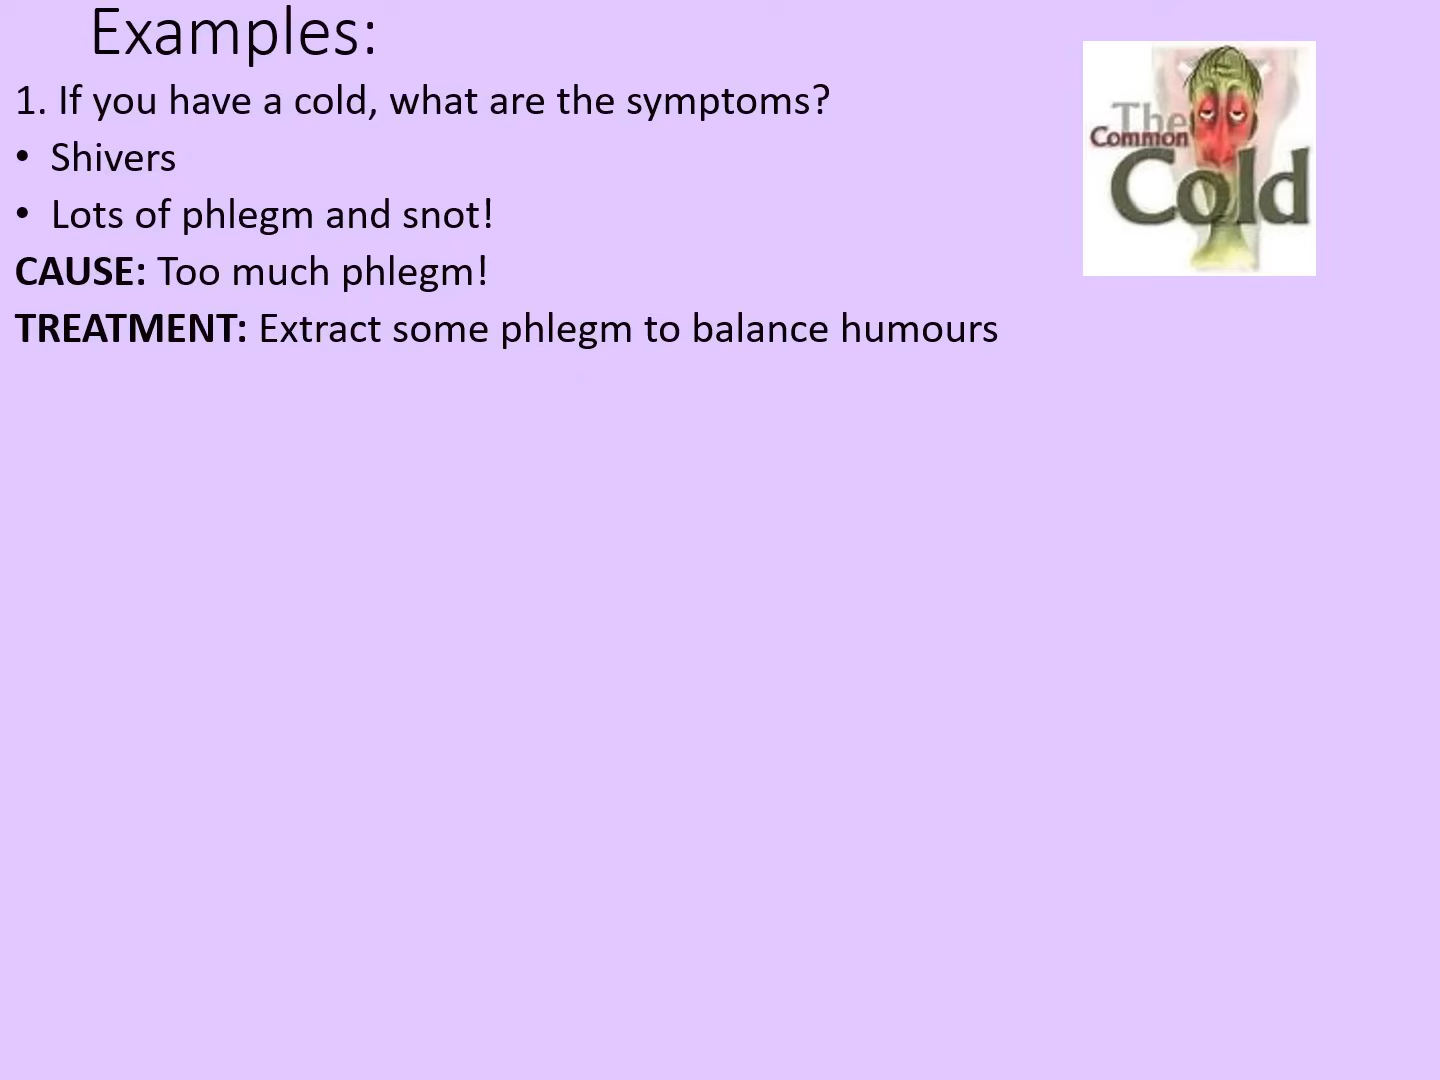 Examples:
1. If you have a cold, what are the symptoms?
• Shivers
• Lots of phlegm and snot!
CAUSE: Too much phlegm!
TREATMENT: Extract some phlegm to balance humours
The
Common
Cold